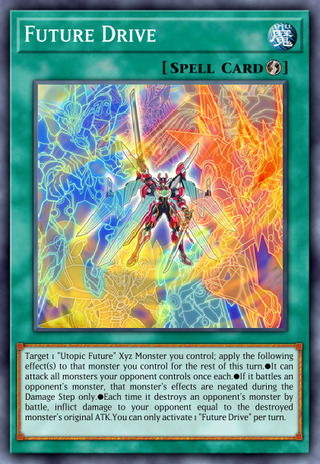 Future Drive
魔
[Spell Card]
Target 1 "Utopic Future" Xyz Monster you control; apply the following
effect(s) to that monster you control for the rest of this turn.●It can
attack all monsters your opponent controls once each.●If it battles an
opponent's monster, that monster's effects are negated during the
Damage Step only.●Each time it destroys an opponent's monster by
battle, inflict damage to your opponent equal to the destroyed
monster's original ATK.You can only activate 1 "Future Drive" per turn.